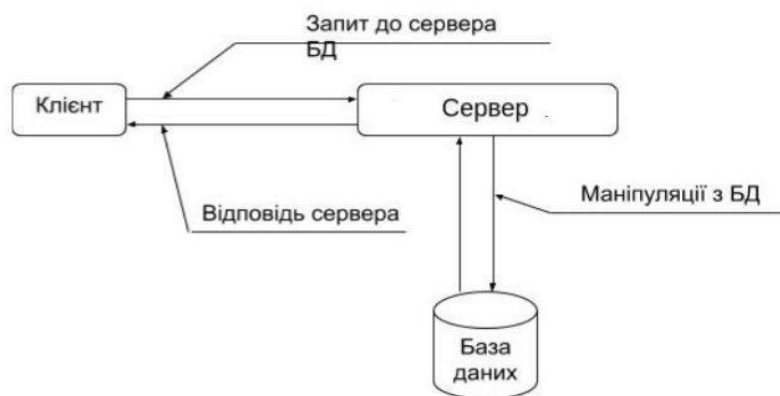 Запит до сервера
БД
Клієнт
Сервер
Відповідь сервера
Маніпуляції з БД
База
даних